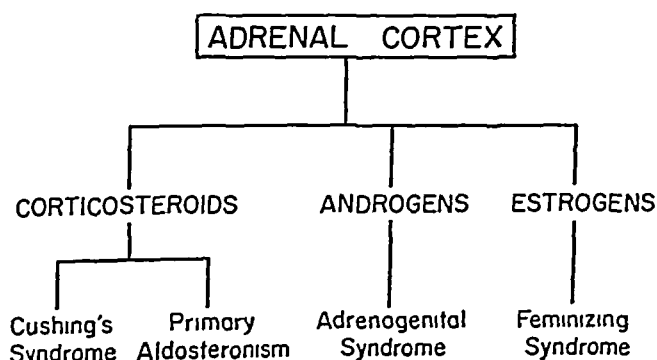 ADRENAL CORTEX
CORTICOSTEROIDS ANDROGENS ESTROGENS
Cushing's Primary Adrenogenital Feminizing
Syndrome Aldosteronism Syndrome Syndrome